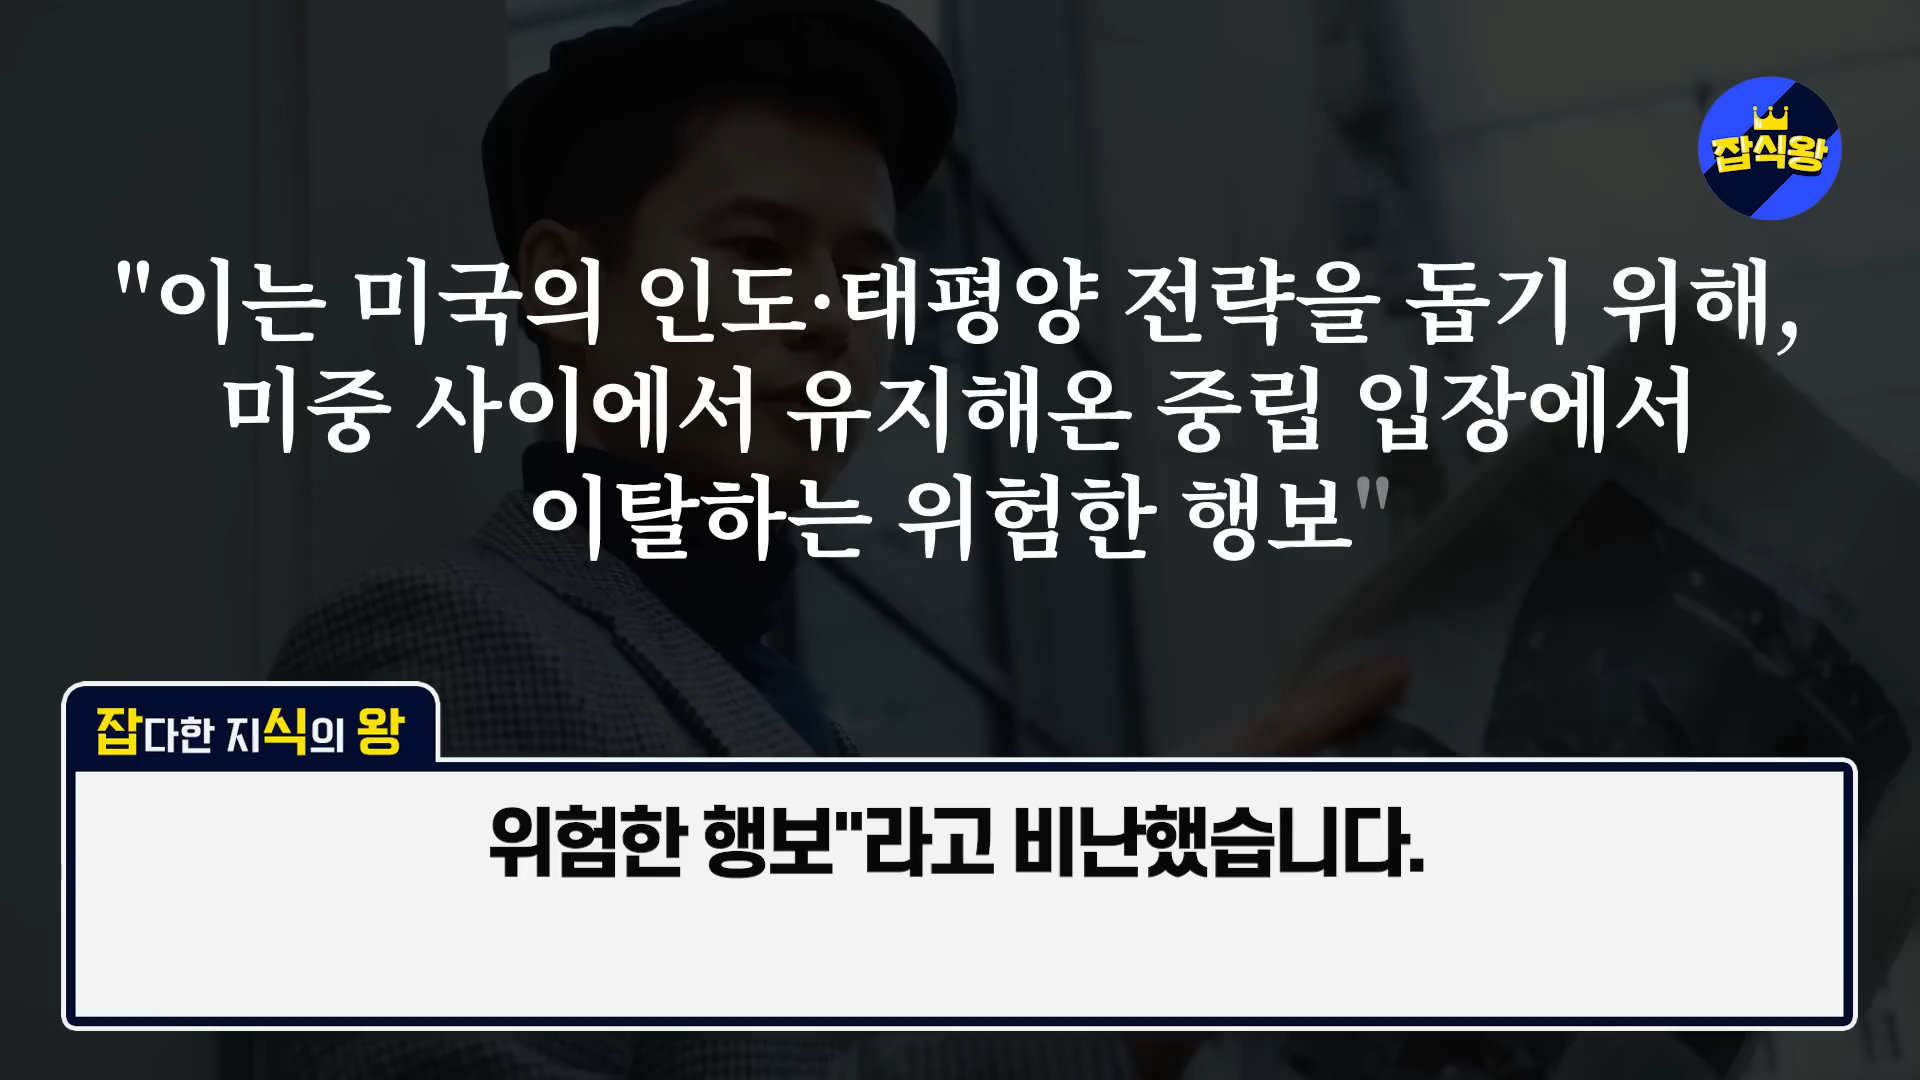 잡식왕
"이는 미국의 인도·태평양 전략을 돕기 위해,
미중 사이에서 유지해온 중립 입장에서
이탈하는 위험한 행보"
잡다한 지식의 왕
위험한 행보"라고 비난했습니다.